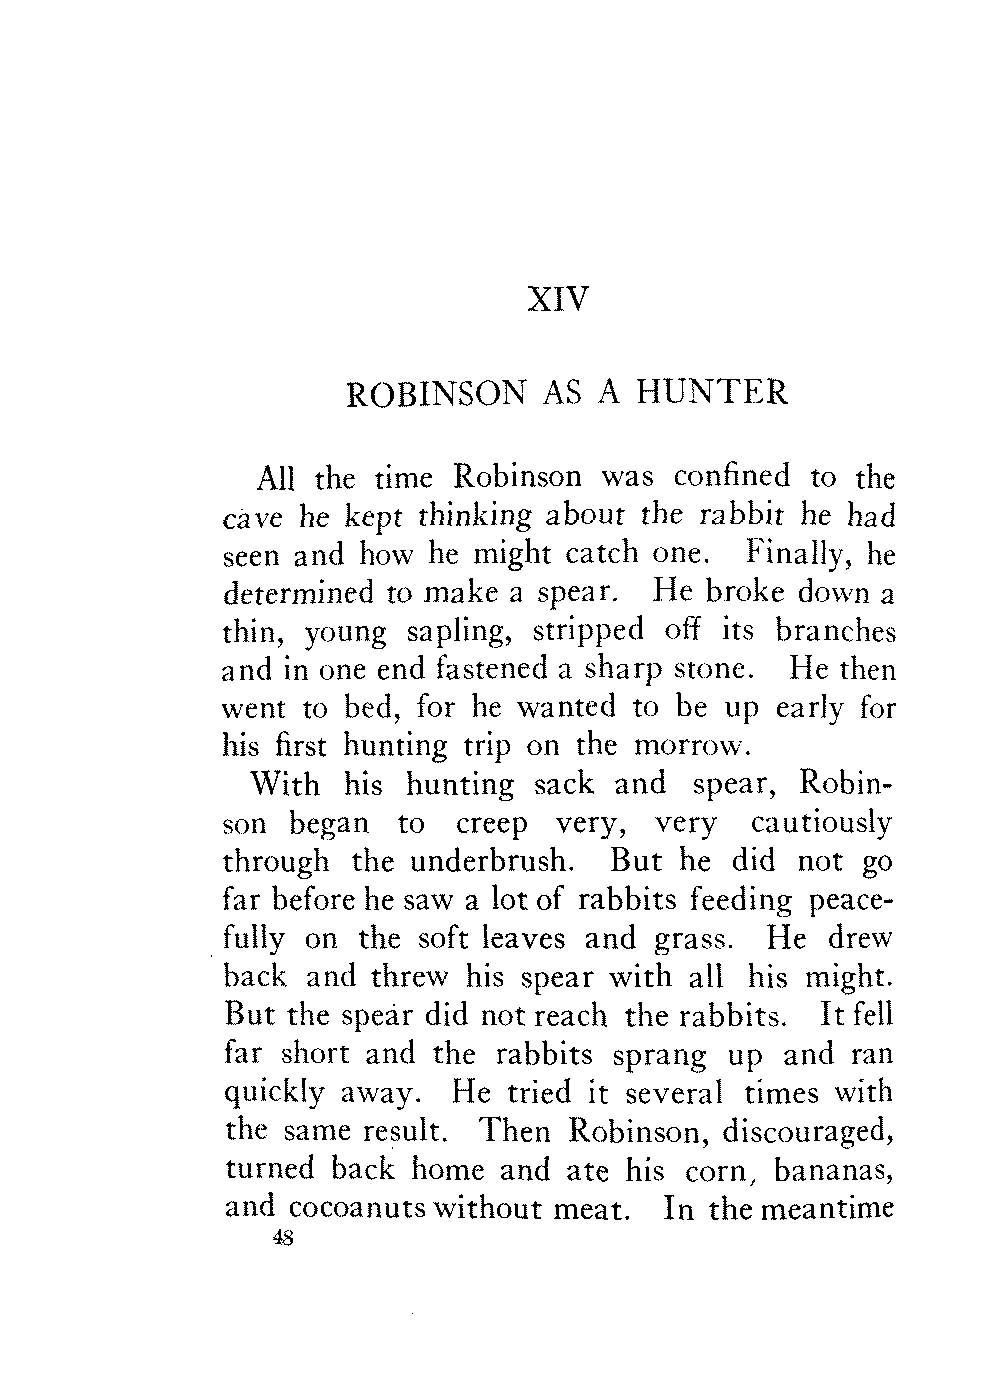 XIV
ROBINSON AS A HUNTER
All the time Robinson was confined to the
cave he kept thinking about the rabbit he had
seen and how he might catch one. Finally, he
determined to make a spear. He broke down a
thin, young sapling, stripped off its branches
and in one end fastened a sharp stone. He then
went to bed, for he wanted to be up early for
his first hunting trip on the morrow.
With his hunting sack and spear, Robin-
son began to creep very, very cautiously
through the underbrush. But he did not go
far before he saw a lot of rabbits feeding peace-
fully on the soft leaves and grass. He drew
back and threw his spear with all his might.
But the spear did not reach the rabbits. It fell
far short and the rabbits sprang up and ran
quickly away. He tried it several times with
the same result. Then Robinson, discouraged,
turned back home and ate his corn, bananas,
and cocoanuts without meat. In the meantime
48